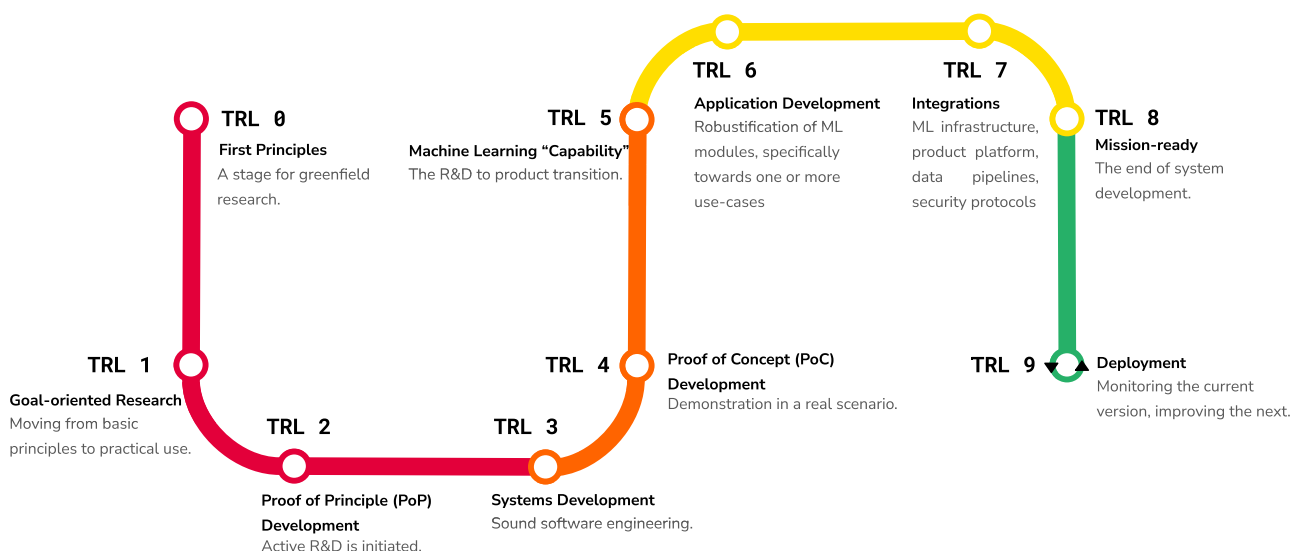 TRL 0
First Principles
A stage for greenfield
research.
TRL 1
Goal-oriented Research
Moving from basic
principles to practical use.
TRL 2
Proof of Principle (PoP)
Development
Active R&D is initiated.
TRL 3
Systems Development
Sound software engineering.
TRL 4
Proof of Concept (PoC)
Development
Demonstration in a real scenario.
TRL 5
Machine Learning “Capability”
The R&D to product transition.
TRL 6
Application Development
Robustification of ML
modules, specifically
towards one or more
use-cases
TRL 7
Integrations
ML infrastructure,
product platform,
data pipelines,
security protocols
TRL 8
Mission-ready
The end of system
development.
TRL 9
Deployment
Monitoring the current
version, improving the next.